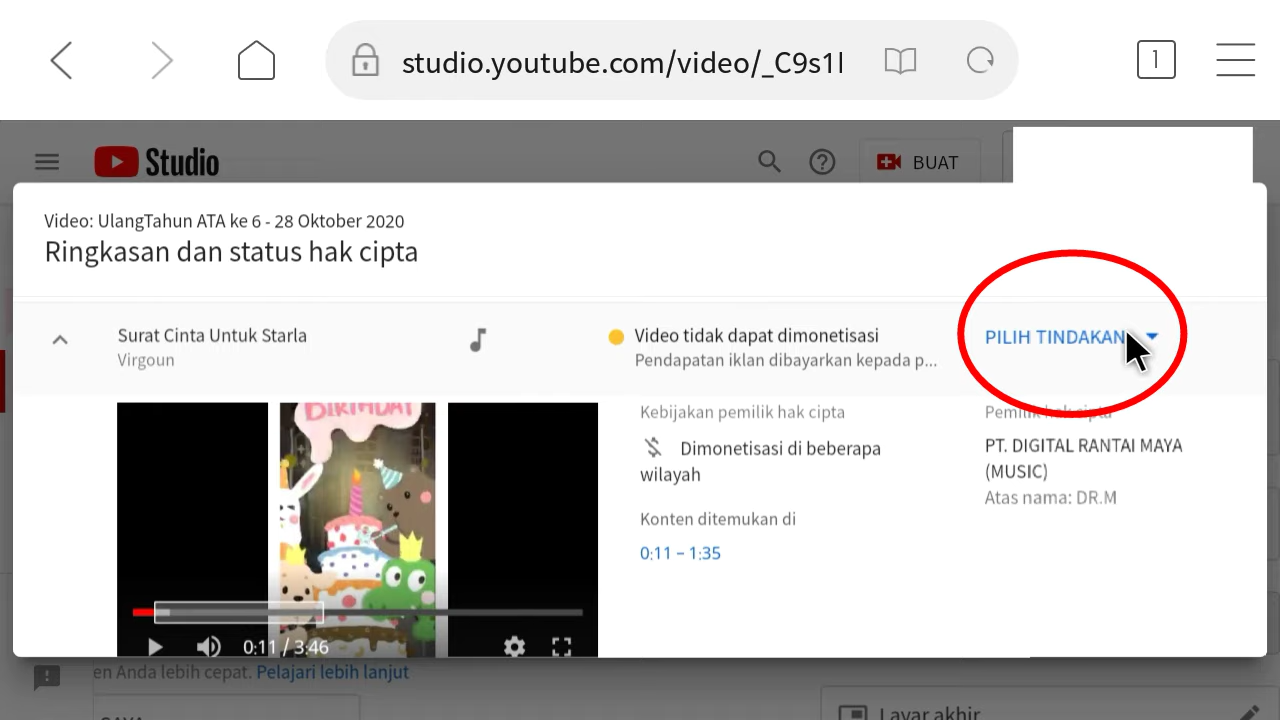 studio.youtube.com/video/_C9s1
1
Studio
BUAT
Video: UlangTahun ATA ke 6 - 28 Oktober 2020
Ringkasan dan status hak cipta
Surat Cinta Untuk Starla
Virgoun
Video tidak dapat dimonetisasi
Pendapatan iklan dibayarkan kepada p...
PILIH TINDAKAN
BIRTHDAY
Kebijakan pemilik hak cipta
Dimonetisasi di beberapa
wilayah
Konten ditemukan di
0:11 – 1:35
Pemilik hak cipta
PT. DIGITAL RANTAI MAYA
(MUSIC)
Atas nama: DR.M
0:11 / 3:46
en Anda lebih cepat. Pelajari lebih lanjut
Layar akhir